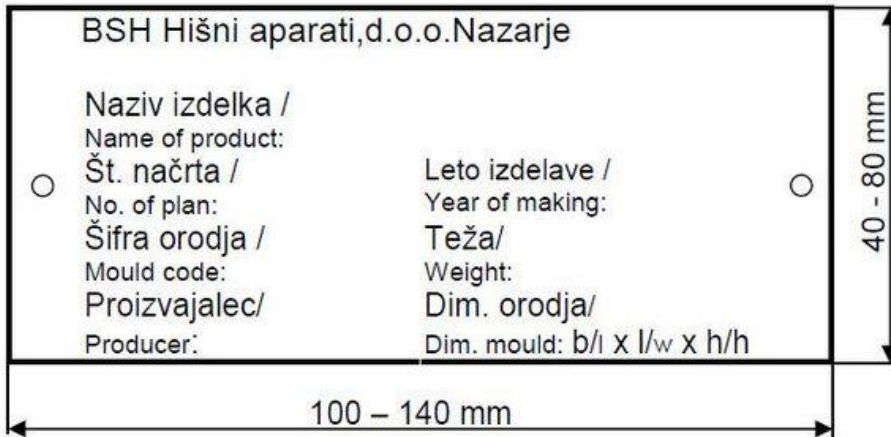 BSH Hišni aparati,d.o.o.Nazarje
Naziv izdelka /
Name of product:
Št. načrta /
No. of plan:
Leto izdelave /
Year of making:
Šifra orodja /
Mould code:
Teža/
Weight:
Proizvajalec/
Producer:
Dim. orodja/
Dim. mould: b/l x l/w x h/h
40 - 80 mm
100 – 140 mm